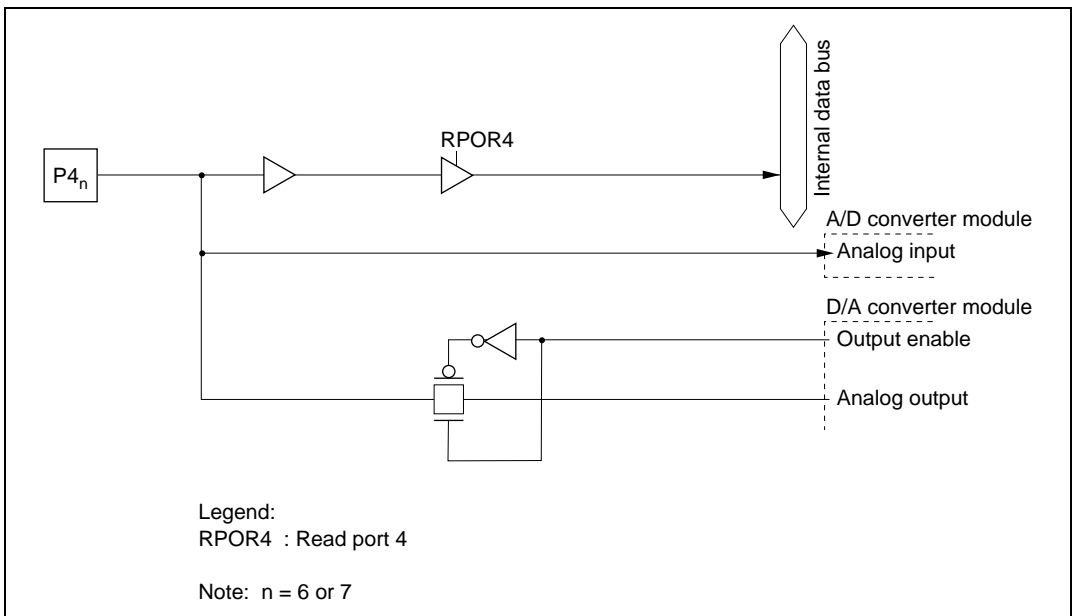 RPOR4
P4n
Internal data bus
A/D converter module
Analog input
D/A converter module
Output enable
Analog output
Legend:
RPOR4 : Read port 4
Note: n = 6 or 7